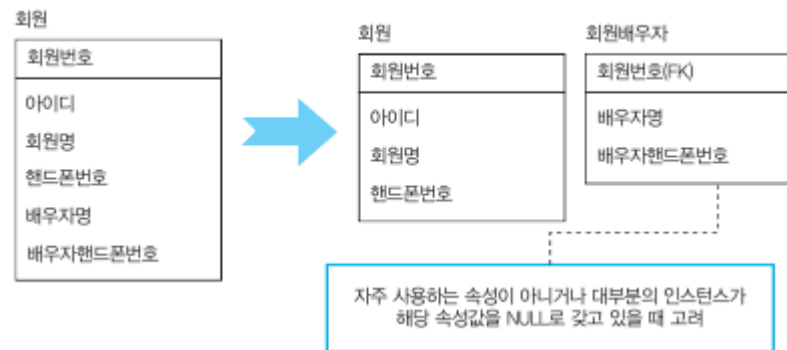 회원
회원번호
아이디
회원명
핸드폰번호
배우자명
배우자핸드폰번호
회원
회원번호
아이디
회원명
핸드폰번호
회원배우자
회원번호(FK)
배우자명
배우자핸드폰번호
자주 사용하는 속성이 아니거나 대부분의 인스턴스가
해당 속성값을 NULL로 갖고 있을 때 고려